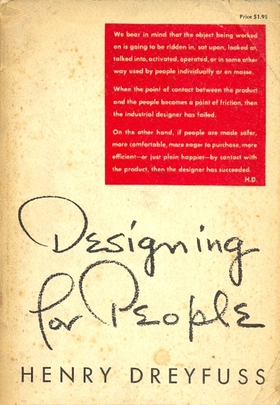 Price $1.95
We bear in mind that the object being worked
on is going to be ridden in, sat upon, looked at,
talked into, activated, operated, or in some other
way used by people individually or en masse.
When the point of contact between the product
and the people becomes a point of friction, then
the industrial designer has failed.
On the other hand, if people are made safer,
more comfortable, more eager to purchase, more
efficient—or just plain happier—by contact with
the product, then the designer has succeeded.
H.D.
Designing
for People
HENRY DREYFUSS